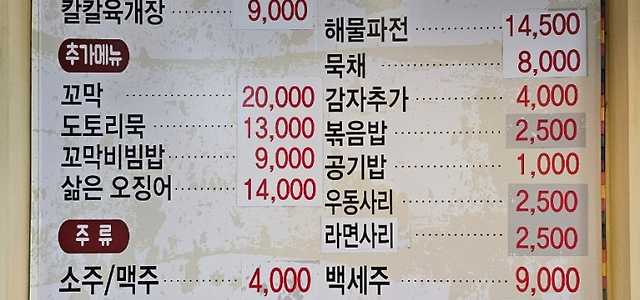 칼칼육개장 9,000
추가메뉴
꼬막 20,000
도토리묵 13,000
꼬막비빔밥 9,000
삶은 오징어 14,000
주류
소주/맥주 4,000
해물파전 14,500
묵채 8,000
감자추가 4,000
볶음밥 2,500
공기밥 1,000
우동사리 2,500
라면사리 2,500
백세주 9,000